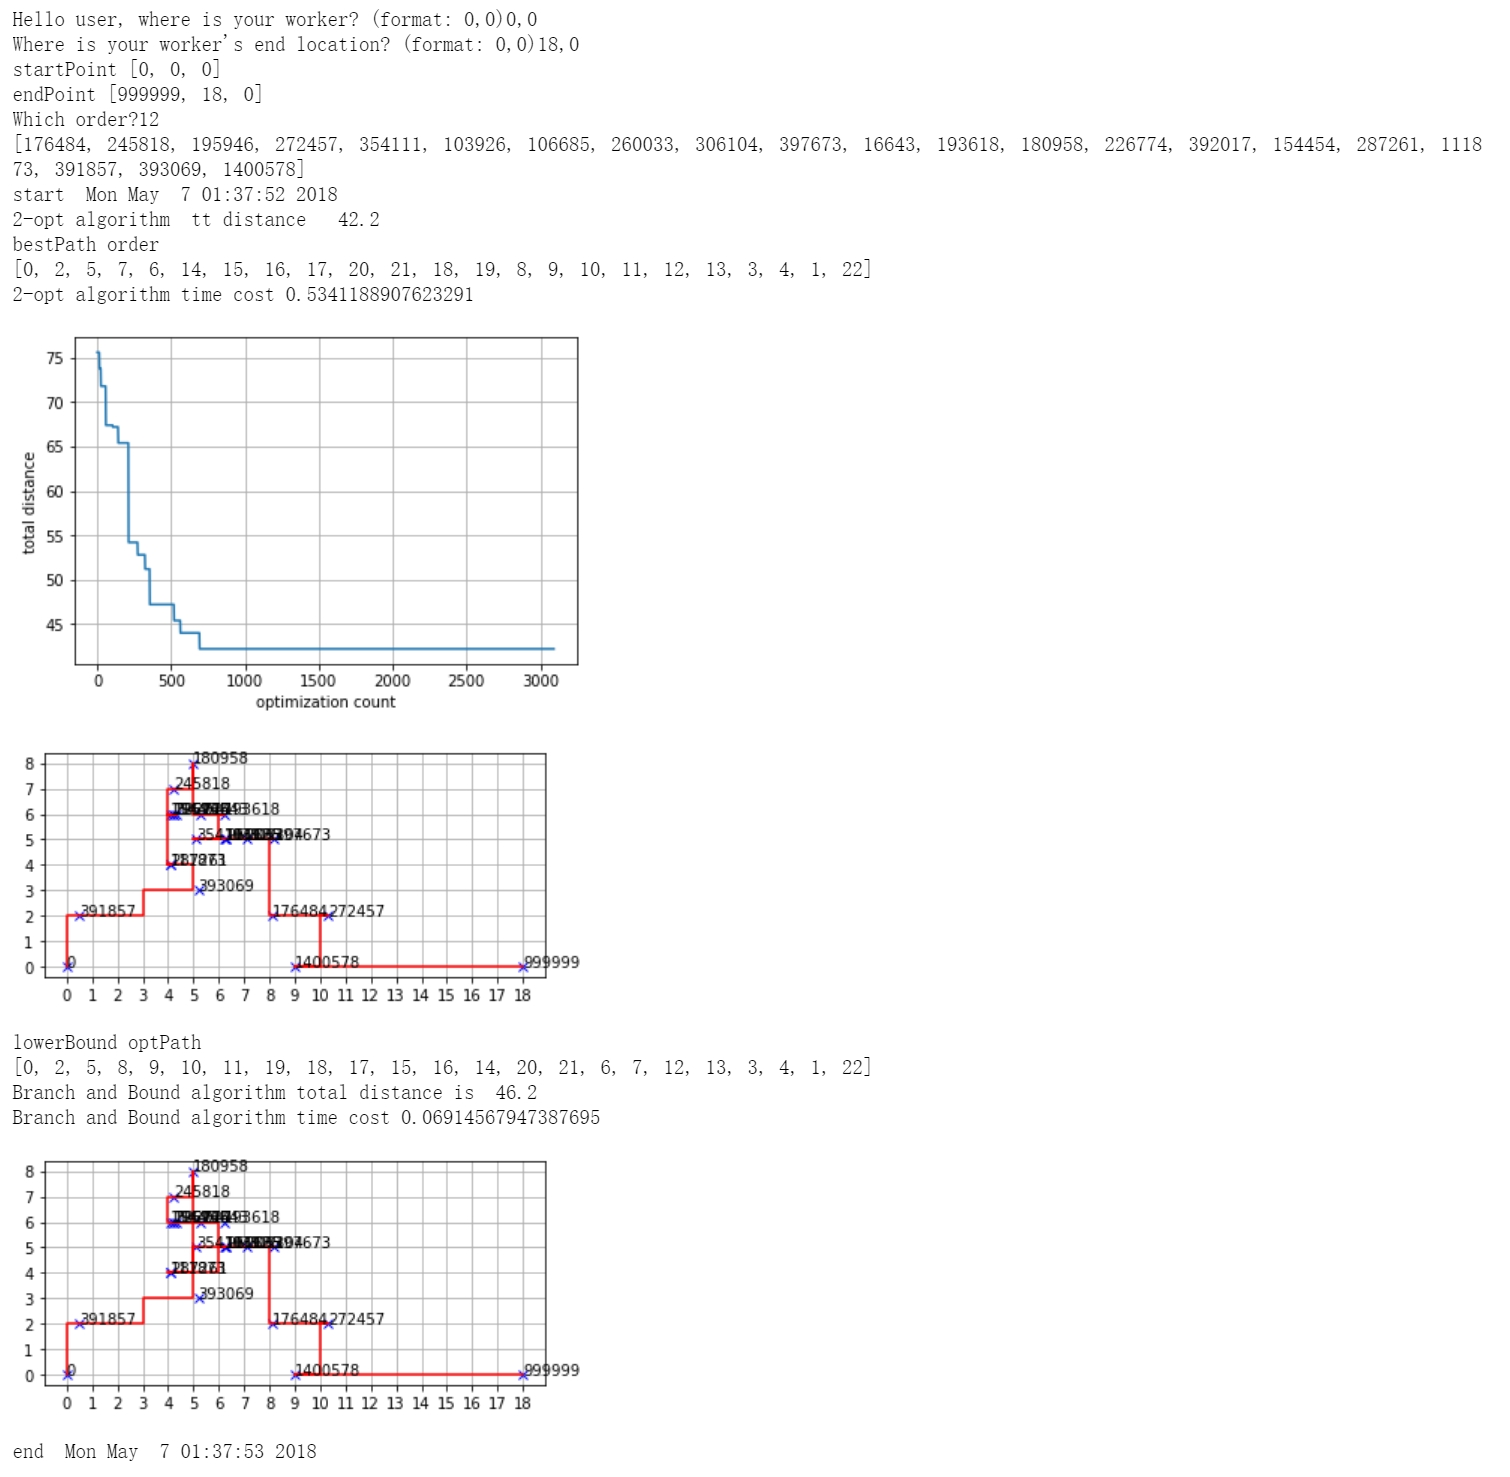 Hello user, where is your worker? (format: 0,0)0,0
Where is your worker's end location? (format: 0,0)18,0
startPoint [0, 0, 0]
endPoint [999999, 18, 0]
Which order?12
[176484, 245818, 195946, 272457, 354111, 103926, 106685, 260033, 306104, 397673, 16643, 193618, 180958, 226774, 392017, 154454, 287261, 1118
73, 391857, 393069, 1400578]
start  Mon May  7 01:37:52 2018
2-opt algorithm  tt distance   42.2
bestPath order
[0, 2, 5, 7, 6, 14, 15, 16, 17, 20, 21, 18, 19, 8, 9, 10, 11, 12, 13, 3, 4, 1, 22]
2-opt algorithm time cost 0.5341188907623291
75
70
65
60
55
50
45
total distance
0 500 1000 1500 2000 2500 3000
optimization count
8
7
6
5
4
3
2
1
0
180958
245818
393069
391857
176484 272457
0
1400578
999999
0 1 2 3 4 5 6 7 8 9 10 11 12 13 14 15 16 17 18
lowerBound optPath
[0, 2, 5, 8, 9, 10, 11, 19, 18, 17, 15, 16, 14, 20, 21, 6, 7, 12, 13, 3, 4, 1, 22]
Branch and Bound algorithm total distance is  46.2
Branch and Bound algorithm time cost 0.06914567947387695
8
7
6
5
4
3
2
1
0
180958
245818
393069
391857
176484 272457
0
1400578
999999
0 1 2 3 4 5 6 7 8 9 10 11 12 13 14 15 16 17 18
end  Mon May  7 01:37:53 2018